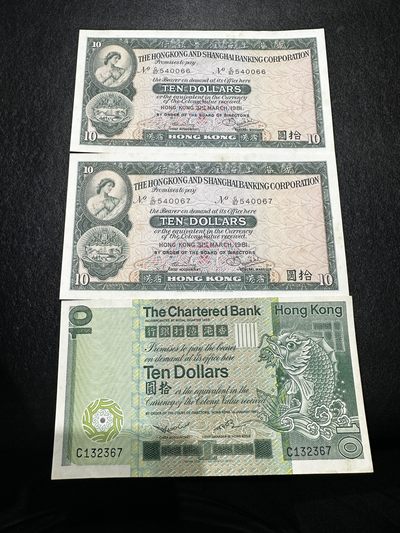 10
THE HONGKONG AND SHANGHAI BANKING CORPORATION
Promises to pay
Nº 540066 Nº 540066
the Bearer on demand at its Office here
TEN DOLLARS
or the equivalent in the Currency
of the Colony, Value received.
HONG KONG 31ST MARCH, 1981.
BY ORDER OF THE BOARD OF DIRECTORS
10 圓拾
10
THE HONGKONG AND SHANGHAI BANKING CORPORATION
Promises to pay
Nº 540067 Nº 540067
the Bearer on demand at its Office here
TEN DOLLARS
or the equivalent in the Currency
of the Colony, Value received.
HONG KONG 31ST MARCH, 1981.
BY ORDER OF THE BOARD OF DIRECTORS
10 圓拾
10
The Chartered Bank Hong Kong
行銀打渣港香
Promises to pay the bearer
on demand at its office here
Ten Dollars
圓拾 or the equivalent in the
Currency of the Colony Value received
C132367 C132367
10